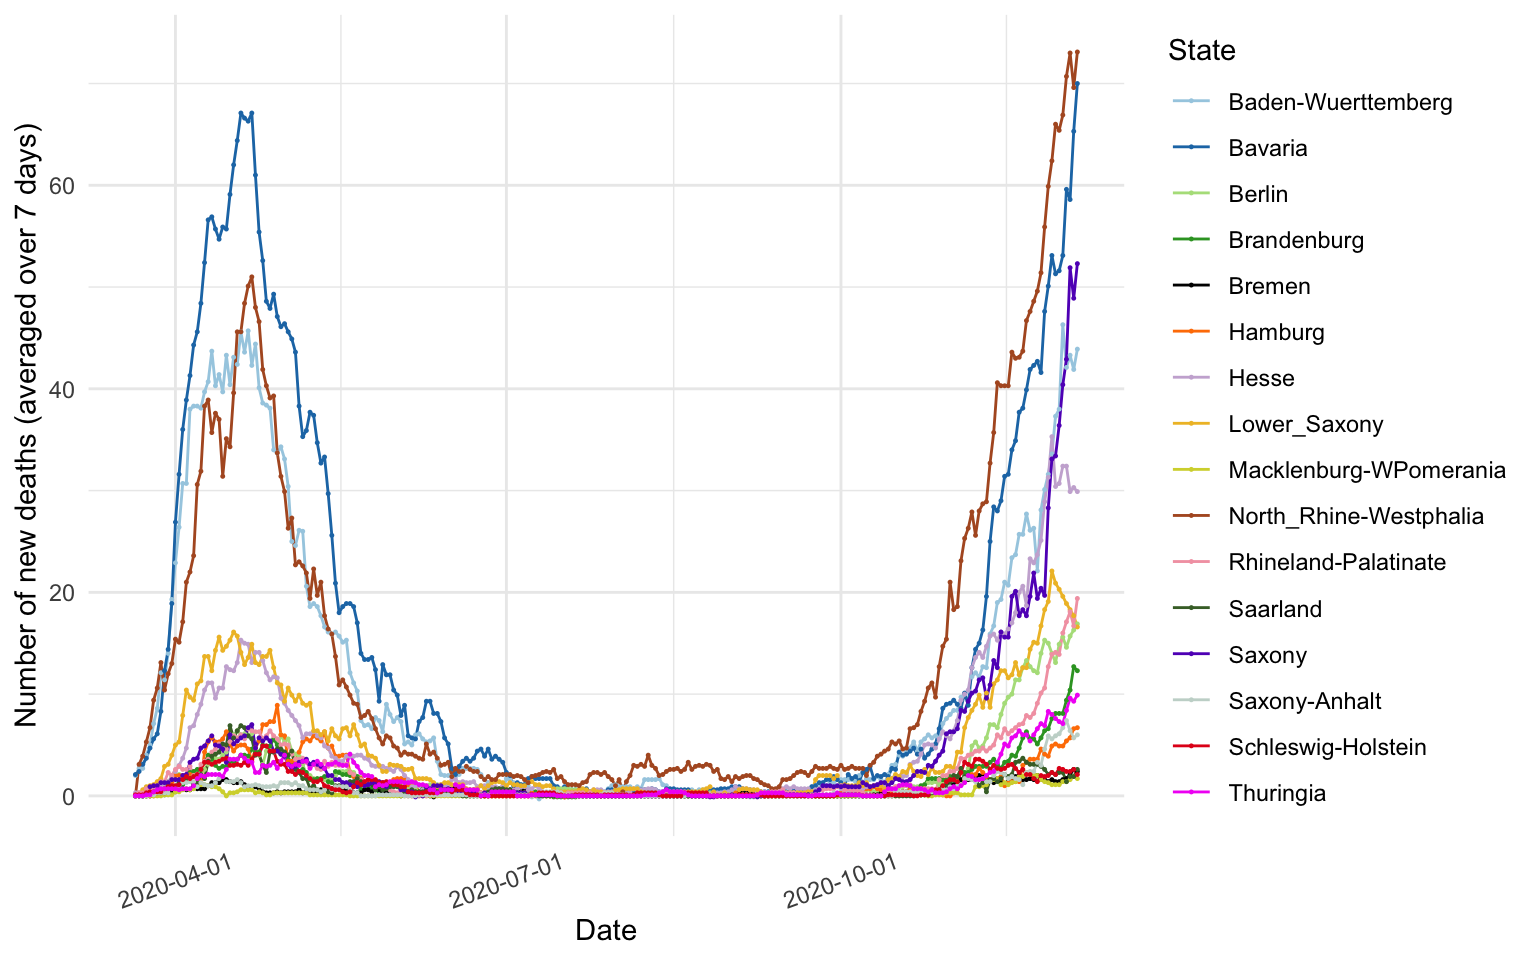 Number of new deaths (averaged over 7 days)
60
40
20
0
2020-04-01
2020-07-01
2020-10-01
Date
State
Baden-Wuerttemberg
Bavaria
Berlin
Brandenburg
Bremen
Hamburg
Hesse
Lower_Saxony
Macklenburg-WPomerania
North_Rhine-Westphalia
Rhineland-Palatinate
Saarland
Saxony
Saxony-Anhalt
Schleswig-Holstein
Thuringia